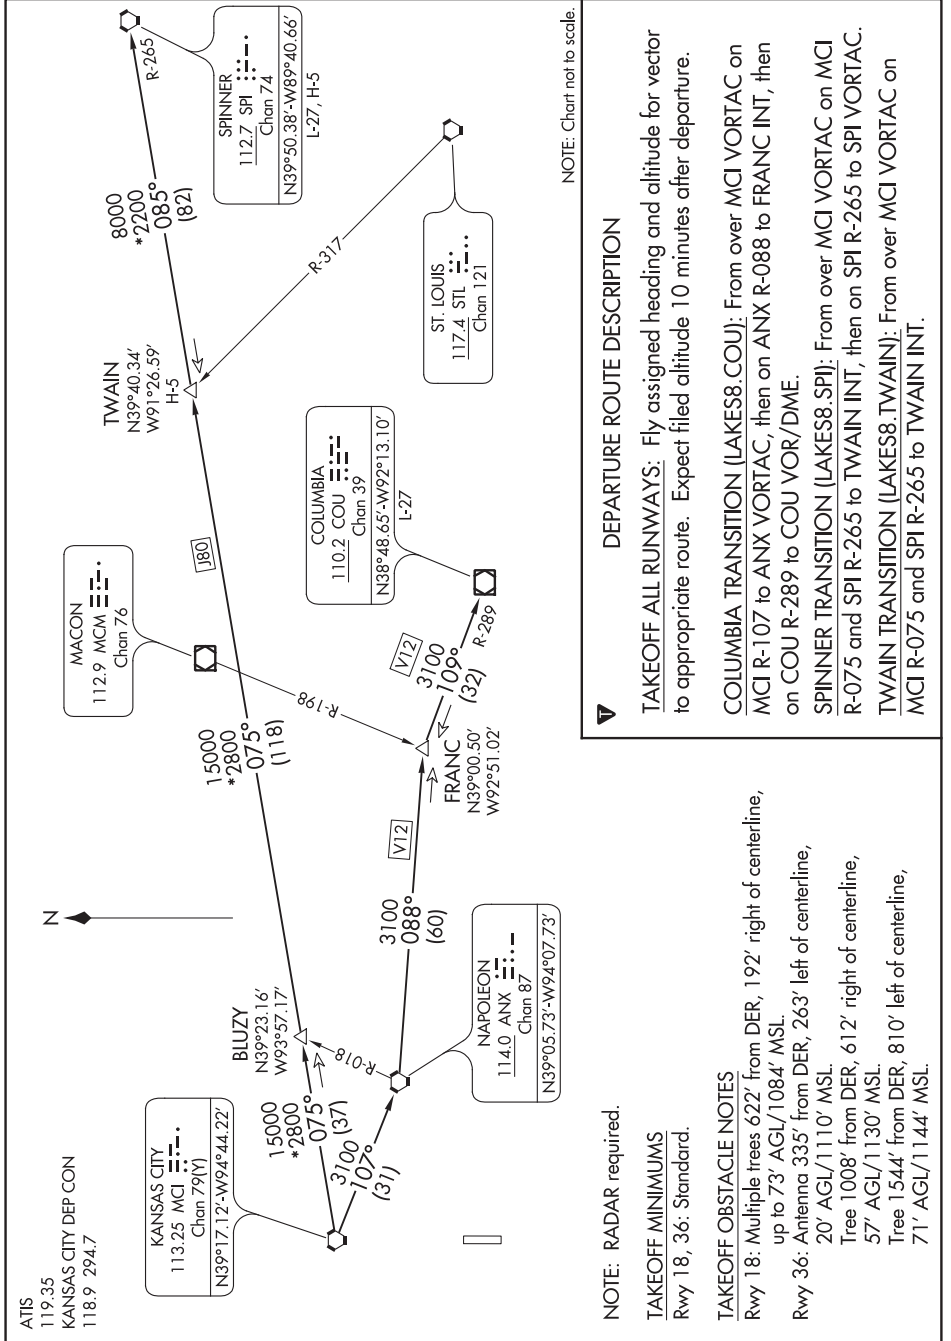 ATIS
119.35
KANSAS CITY DEP CON
118.9 294.7
N
KANSAS CITY
113.25 MCI
Chan 79(Y)
N39°17.12'-W94°44.22'
15000
*2800
075°
(37)
3100
107°
(31)
BLUZY
N39°23.16'
W93°57.17'
R-018
NAPOLEON
114.0 ANX
Chan 87
N39°05.73'-W94°07.73'
3100
088°
(60)
V12
15000
*2800
075°
(118)
J80
MACON
112.9 MCM
Chan 76
R-198
FRANC
N39°00.50'
W92°51.02'
V12
3100
109°
(32)
R-289
COLUMBIA
110.2 COU
Chan 39
N38°48.65'-W92°13.10'
L-27
TWAIN
N39°40.34'
W91°26.59'
H-5
R-317
ST. LOUIS
117.4 STL
Chan 121
8000
*2200
085°
(82)
R-265
SPINNER
112.7 SPI
Chan 74
N39°50.38'-W89°40.66'
L-27, H-5
NOTE: Chart not to scale.
NOTE: RADAR required.
TAKEOFF MINIMUMS
Rwy 18, 36: Standard.
TAKEOFF OBSTACLE NOTES
Rwy 18: Multiple trees 622' from DER, 192' right of centerline,
up to 73' AGL/1084' MSL.
Rwy 36: Antenna 335' from DER, 263' left of centerline,
20' AGL/1110' MSL.
Tree 1008' from DER, 612' right of centerline,
57' AGL/1130' MSL.
Tree 1544' from DER, 810' left of centerline,
71' AGL/1144' MSL.
T
DEPARTURE ROUTE DESCRIPTION
TAKEOFF ALL RUNWAYS: Fly assigned heading and altitude for vector
to appropriate route. Expect filed altitude 10 minutes after departure.
COLUMBIA TRANSITION (LAKES8.COU): From over MCI VORTAC on
MCI R-107 to ANX VORTAC, then on ANX R-088 to FRANC INT, then
on COU R-289 to COU VOR/DME.
SPINNER TRANSITION (LAKES8.SPI): From over MCI VORTAC on MCI
R-075 and SPI R-265 to TWAIN INT, then on SPI R-265 to SPI VORTAC.
TWAIN TRANSITION (LAKES8.TWAIN): From over MCI VORTAC on
MCI R-075 and SPI R-265 to TWAIN INT.